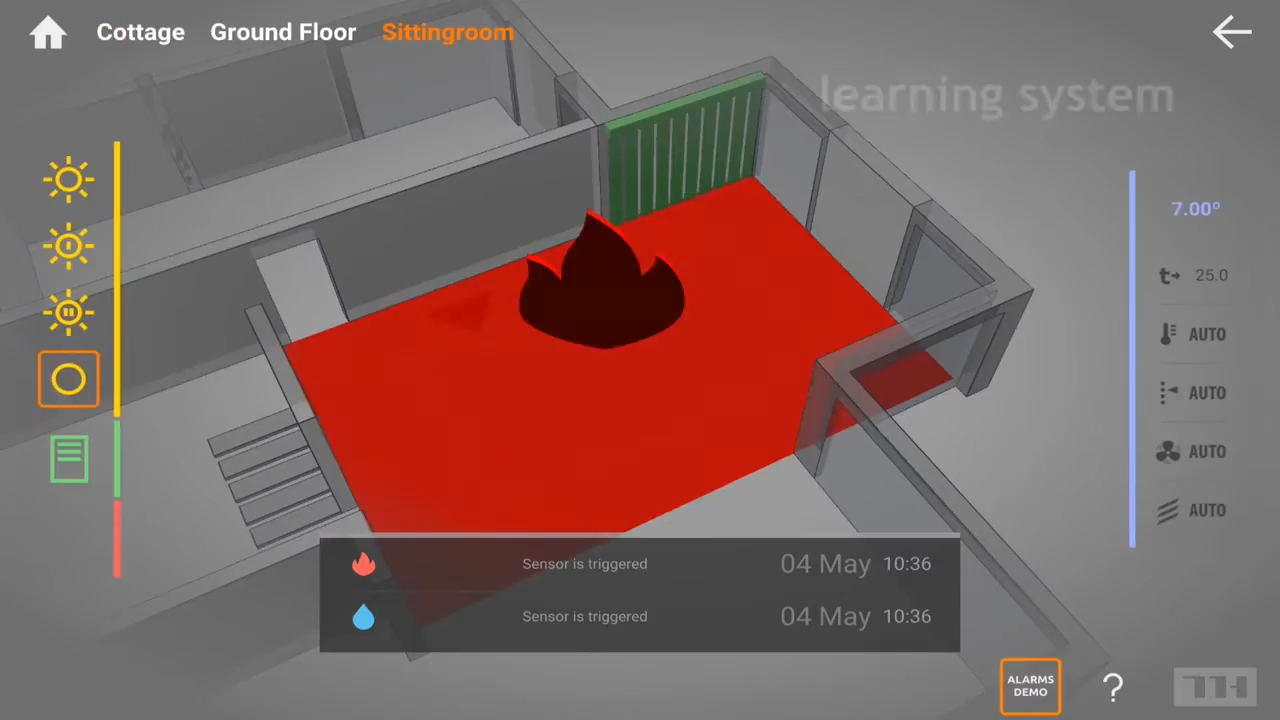 Cottage Ground Floor Sittingroom
learning system
7.00°
25.0
AUTO
AUTO
AUTO
AUTO
Sensor is triggered 04 May 10:36
Sensor is triggered 04 May 10:36
ALARMS
DEMO
?